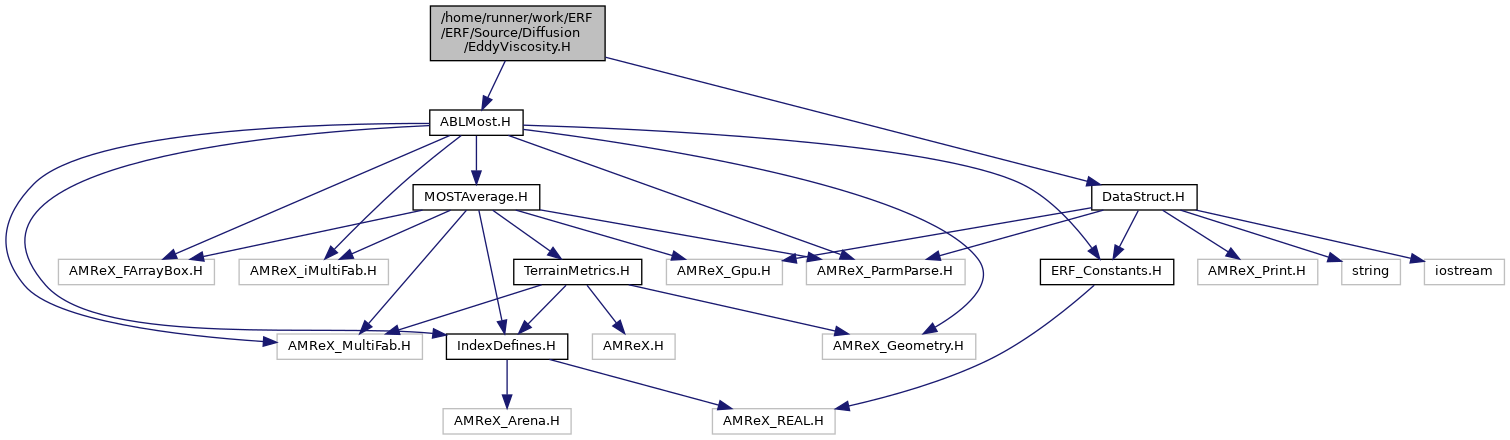 /home/runner/work/ERF
/ERF/Source/Diffusion
/EddyViscosity.H
ABLMost.H
MOSTAverage.H
DataStruct.H
AMReX_FArrayBox.H
AMReX_iMultiFab.H
TerrainMetrics.H
AMReX_Gpu.H
AMReX_ParmParse.H
ERF_Constants.H
AMReX_Print.H
string
iostream
AMReX_MultiFab.H
IndexDefines.H
AMReX.H
AMReX_Geometry.H
AMReX_Arena.H
AMReX_REAL.H